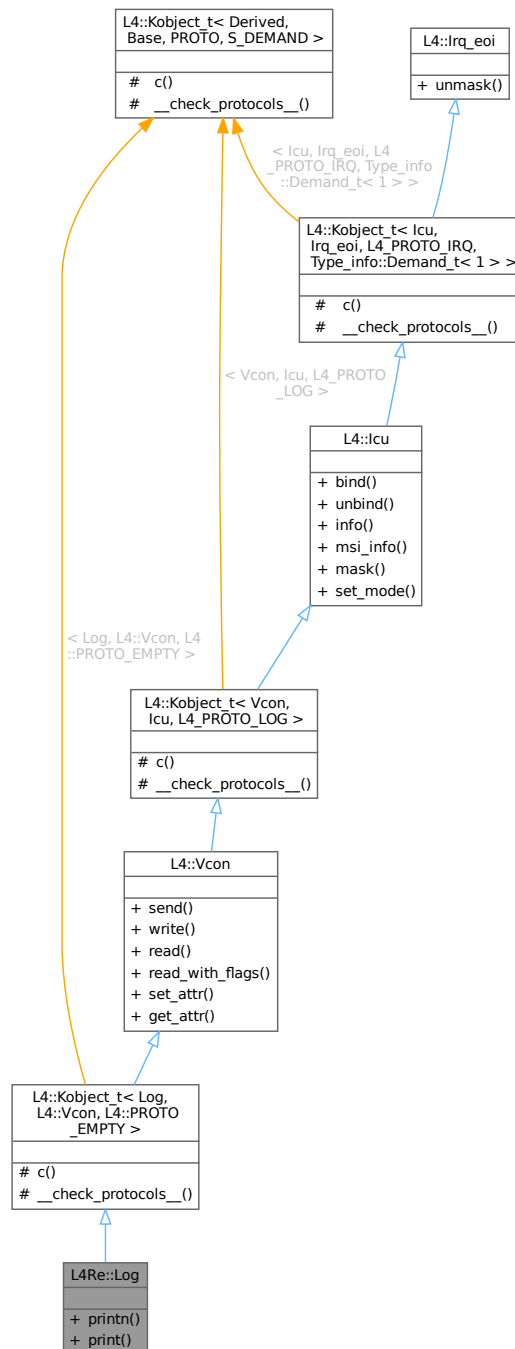 L4::Kobject_t< Derived,
Base, PROTO, S_DEMAND >
# c()
# __check_protocols__()
L4::Irq_eoi
+ unmask()
< Icu, Irq_eoi, L4
_PROTO_IRQ, Type_info
::Demand_t< 1 > >
L4::Kobject_t< Icu,
Irq_eoi, L4_PROTO_IRQ,
Type_info::Demand_t< 1 > >
# c()
# __check_protocols__()
< Vcon, Icu, L4_PROTO
_LOG >
L4::Icu
+ bind()
+ unbind()
+ info()
+ msi_info()
+ mask()
+ set_mode()
< Log, L4::Vcon, L4
::PROTO_EMPTY >
L4::Kobject_t< Vcon,
Icu, L4_PROTO_LOG >
# c()
# __check_protocols__()
L4::Vcon
+ send()
+ write()
+ read()
+ read_with_flags()
+ set_attr()
+ get_attr()
L4::Kobject_t< Log,
L4::Vcon, L4::PROTO
_EMPTY >
# c()
# __check_protocols__()
L4Re::Log
+ printn()
+ print()